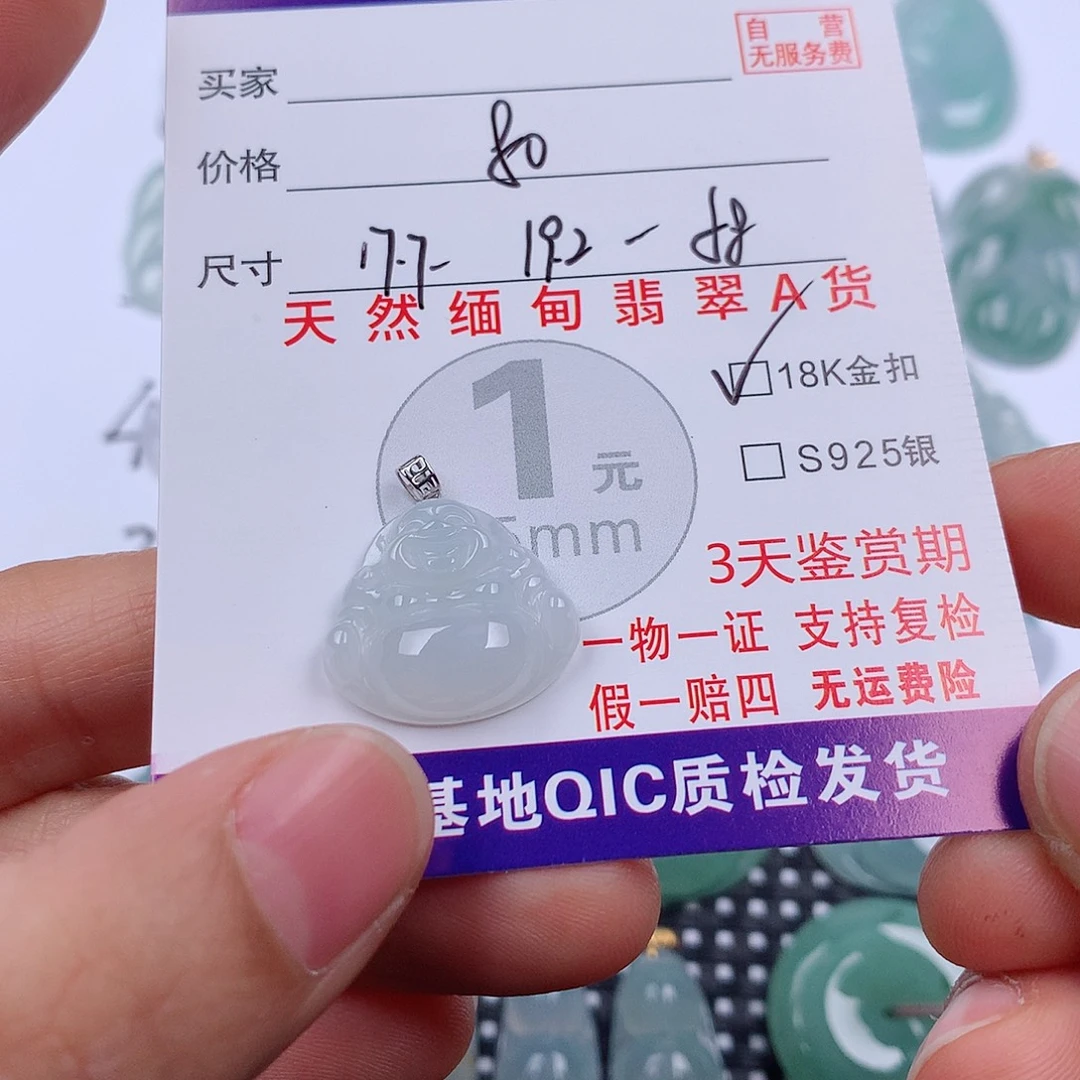 自营
无服务费
买家
价格 80
尺寸 17.7- 19.2 -
天然缅甸翡翠A货
1元
5mm
18K金扣
S925银
3天鉴赏期
一物一证 支持复检
假一赔四 无运费险
基地QIC质检发货